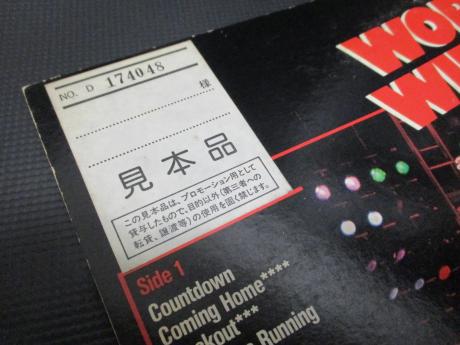 NO. D 174048
様
見本品
この見本品は、プロモーション用として
貸与したもので、目的以外(第三者への
転貸、譲渡等)の使用を固く禁じます。
Side 1
Countdown
Coming Home****
Running